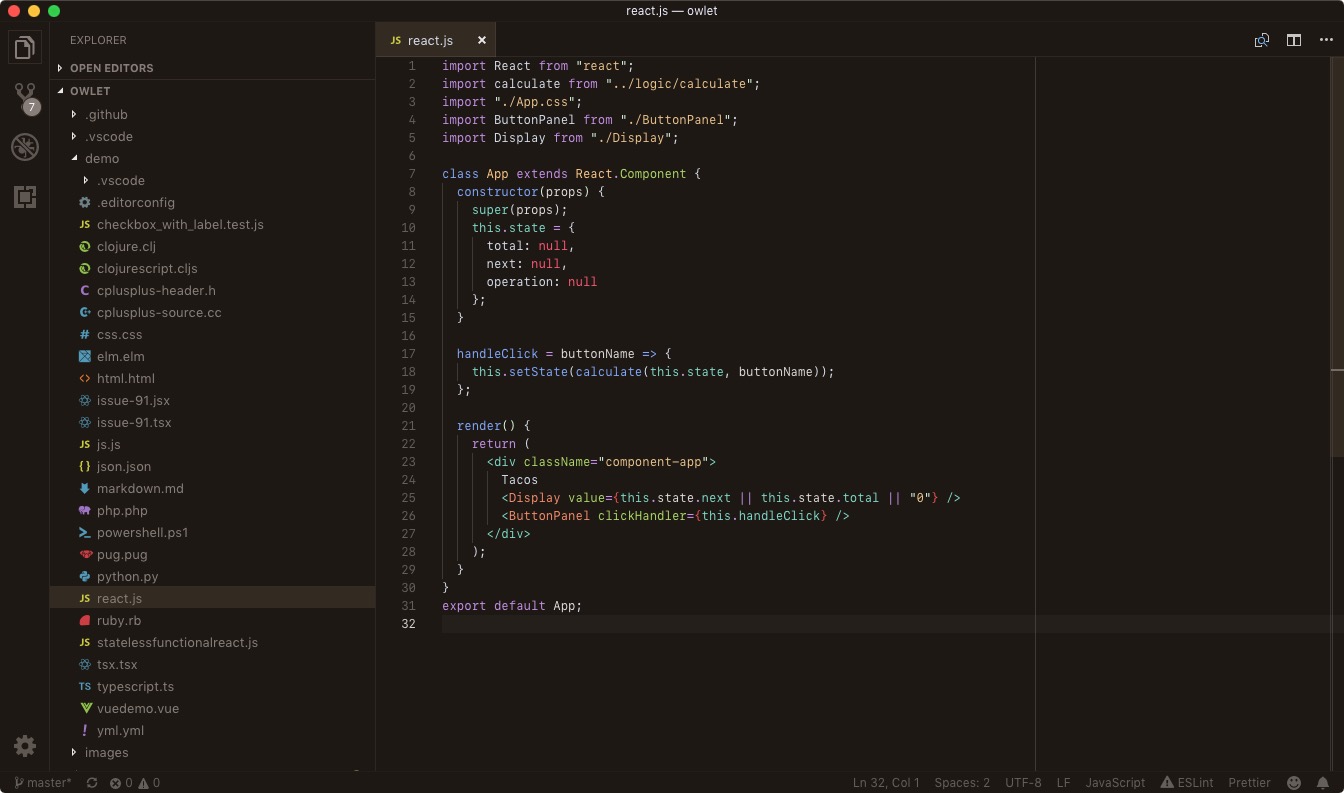 react.js — owlet
EXPLORER
OPEN EDITORS
OWLET
.github
.vscode
demo
.vscode
.editorconfig
JS checkbox_with_label.test.js
clojure.clj
clojurescript.cljs
C cplusplus-header.h
C+ cplusplus-source.cc
# css.css
elm.elm
<> html.html
issue-91.jsx
issue-91.tsx
JS js.js
{} json.json
markdown.md
php.php
powershell.ps1
pug.pug
python.py
JS react.js
ruby.rb
JS statelessfunctionalreact.js
tsx.tsx
TS typescript.ts
vuedemo.vue
! yml.yml
images
7
JS react.js ×
1 import React from "react";
2 import calculate from "../logic/calculate";
3 import "./App.css";
4 import ButtonPanel from "./ButtonPanel";
5 import Display from "./Display";
6
7 class App extends React.Component {
8   constructor(props) {
9     super(props);
10     this.state = {
11       total: null,
12       next: null,
13       operation: null
14     };
15   }
16
17   handleClick = buttonName => {
18     this.setState(calculate(this.state, buttonName));
19   };
20
21   render() {
22     return (
23       <div className="component-app">
24         Tacos
25         <Display value={this.state.next || this.state.total || "0"} />
26         <ButtonPanel clickHandler={this.handleClick} />
27       </div>
28     );
29   }
30 }
31 export default App;
32
master* 0 0 Ln 32, Col 1 Spaces: 2 UTF-8 LF JavaScript ESLint Prettier